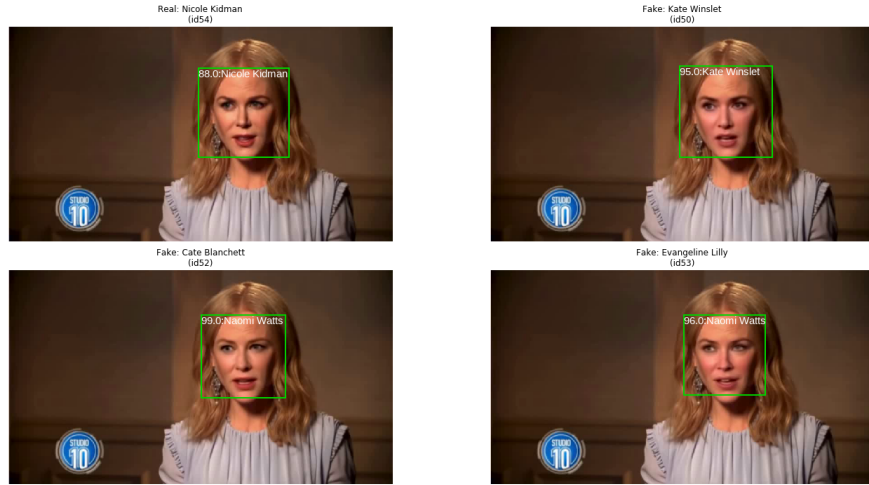 Real: Nicole Kidman
(id54)
88.0:Nicole Kidman
STUDIO
10
Fake: Kate Winslet
(id50)
95.0:Kate Winslet
STUDIO
10
Fake: Cate Blanchett
(id52)
99.0:Naomi Watts
STUDIO
10
Fake: Evangeline Lilly
(id53)
96.0:Naomi Watts
STUDIO
10